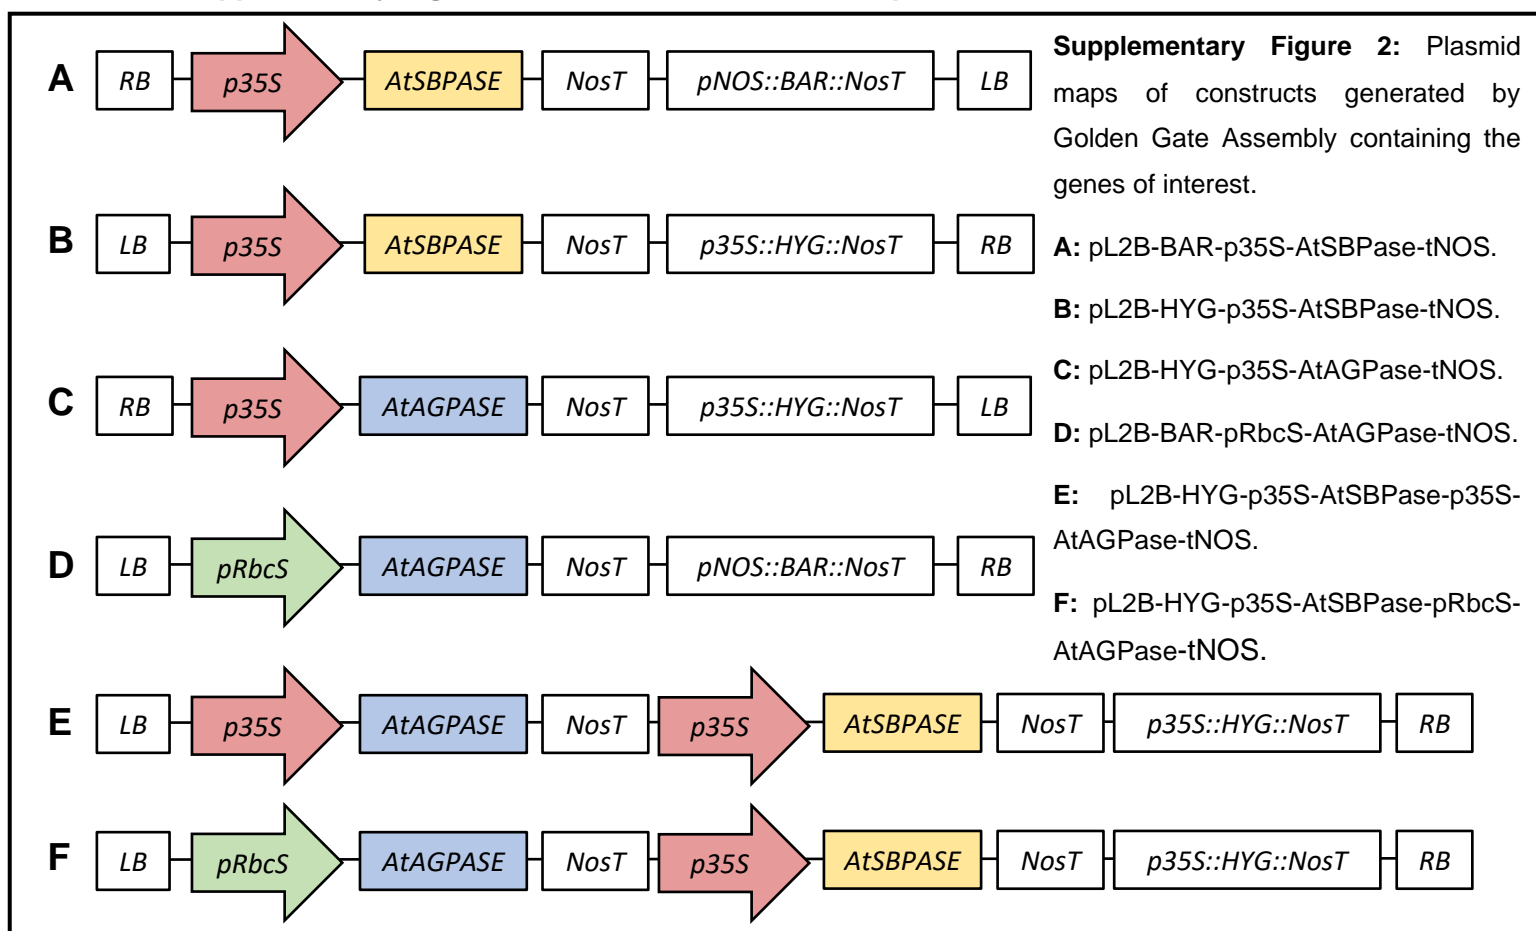 A RB p35S AtSBPASE NosT pNOS::BAR::NosT LB
B LB p35S AtSBPASE NosT p35S::HYG::NosT RB
C RB p35S AtAGPASE NosT p35S::HYG::NosT LB
D LB pRbcS AtAGPASE NosT pNOS::BAR::NosT RB
E LB p35S AtAGPASE NosT p35S AtSBPASE NosT p35S::HYG::NosT RB
F LB pRbcS AtAGPASE NosT p35S AtSBPASE NosT p35S::HYG::NosT RB
Supplementary Figure 2: Plasmid
maps of constructs generated by
Golden Gate Assembly containing the
genes of interest.
A: pL2B-BAR-p35S-AtSBPase-tNOS.
B: pL2B-HYG-p35S-AtSBPase-tNOS.
C: pL2B-HYG-p35S-AtAGPase-tNOS.
D: pL2B-BAR-pRbcS-AtAGPase-tNOS.
E: pL2B-HYG-p35S-AtSBPase-p35S-
AtAGPase-tNOS.
F: pL2B-HYG-p35S-AtSBPase-pRbcS-
AtAGPase-tNOS.